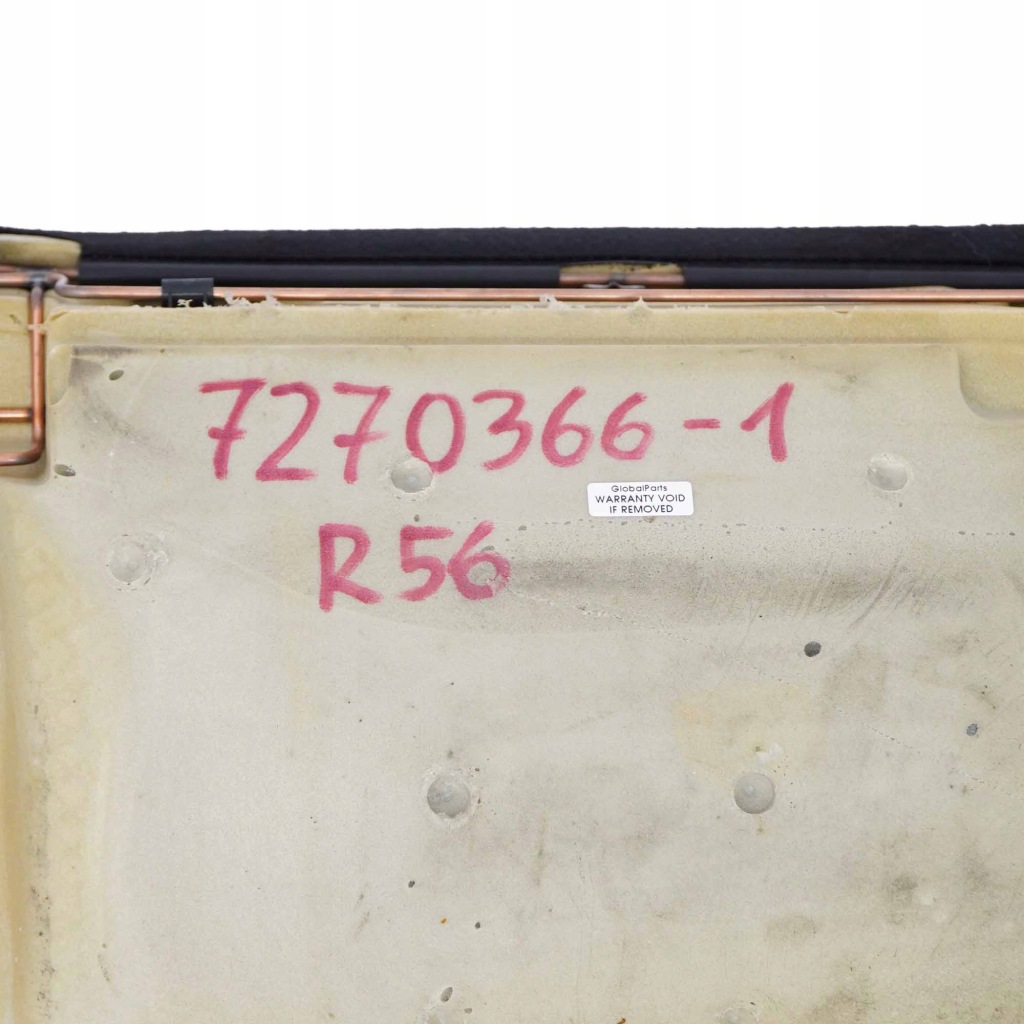 7270366-1
GlobalParts
WARRANTY VOID
IF REMOVED
R56